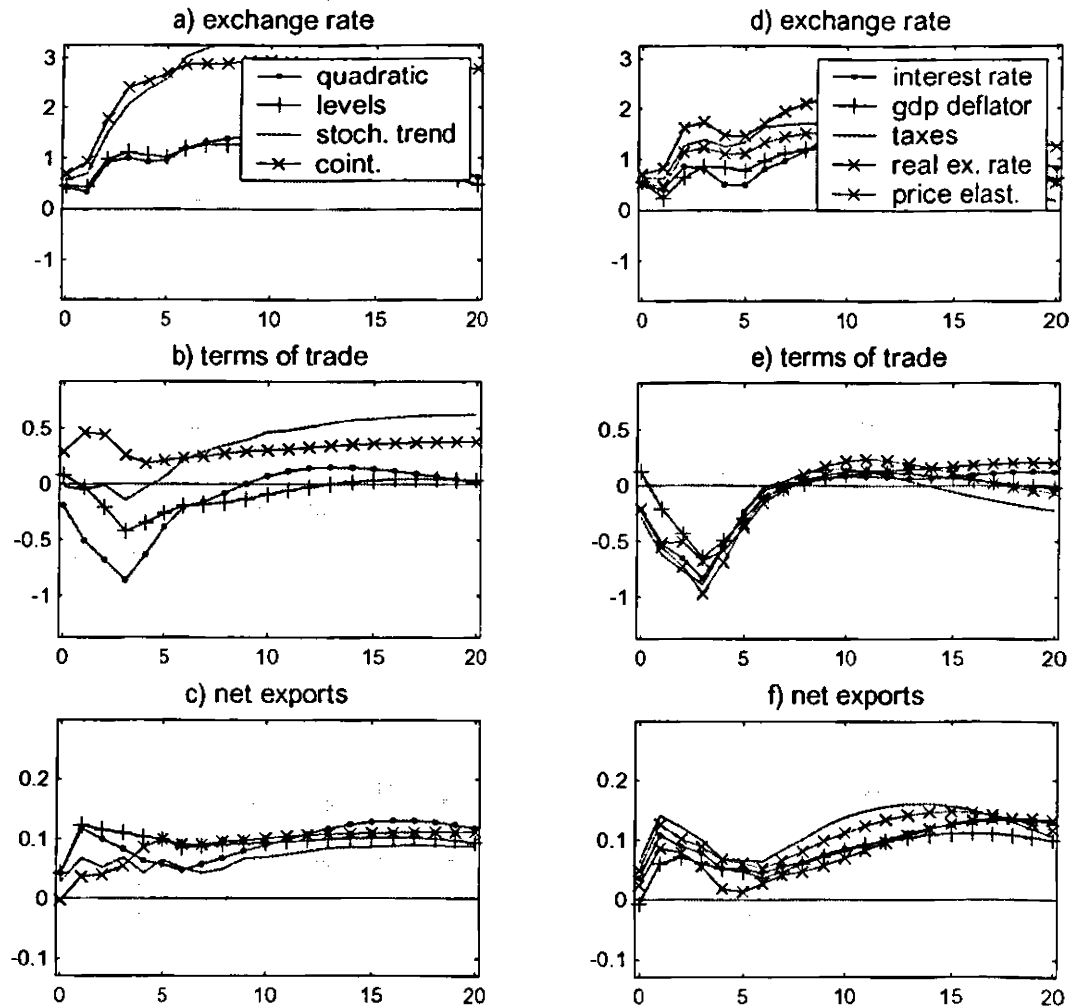 a) exchange rate
3
2
1
0
-1
quadratic
levels
stoch. trend
coint.
0 5 10 15 20
b) terms of trade
0.5
0
-0.5
-1
0 5 10 15 20
c) net exports
0.2
0.1
0
-0.1
0 5 10 15 20
d) exchange rate
3
2
1
0
-1
interest rate
gdp deflator
taxes
real ex. rate
price elast.
0 5 10 15 20
e) terms of trade
0.5
0
-0.5
-1
0 5 10 15 20
f) net exports
0.2
0.1
0
-0.1
0 5 10 15 20